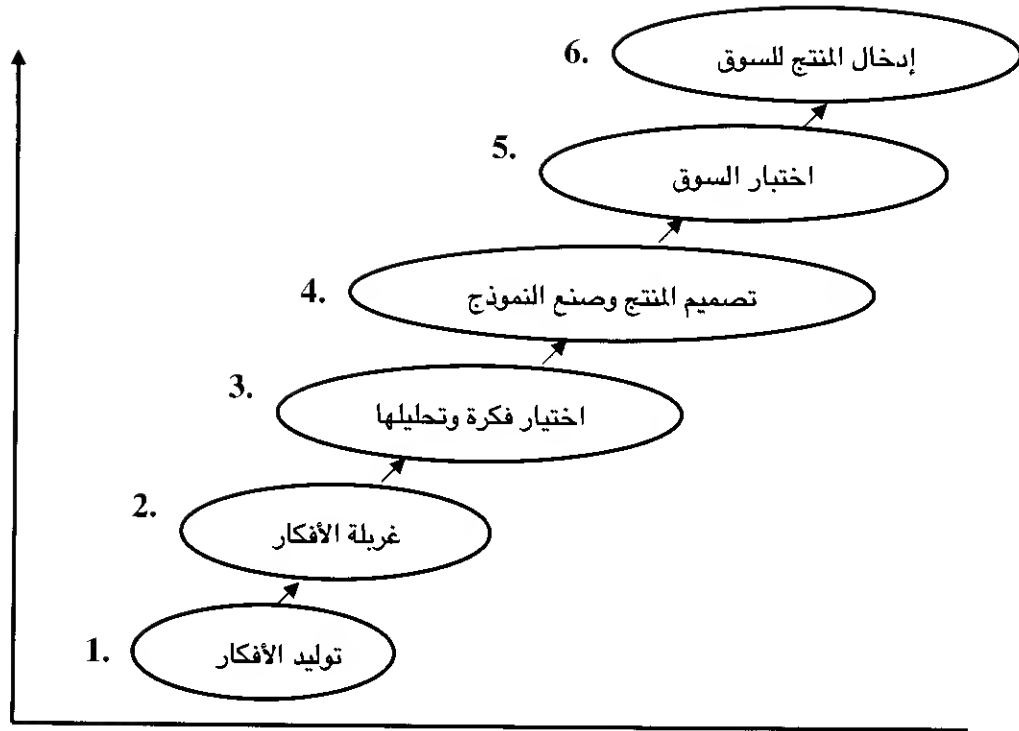 6. إدخال المنتج للسوق
5. اختبار السوق
4. تصميم المنتج وصنع النموذج
3. اختيار فكرة وتحليلها
2. غربلة الأفكار
1. توليد الأفكار